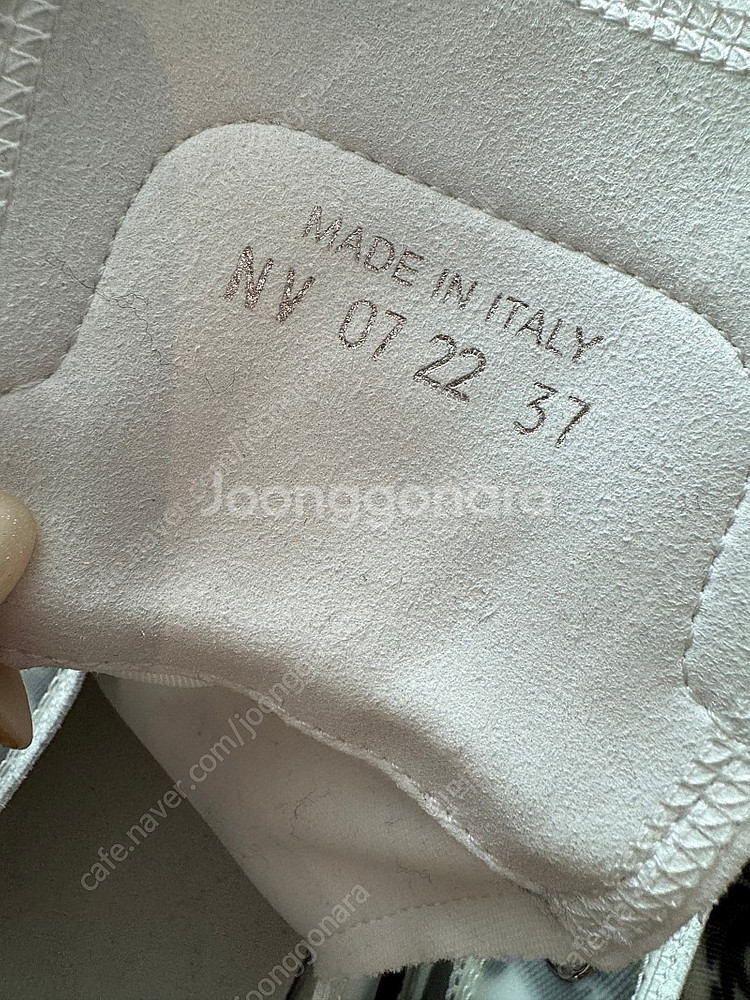 MADE IN ITALY
NV 07 22 37
Joonggonara
cafe.naver.com/joonggonara